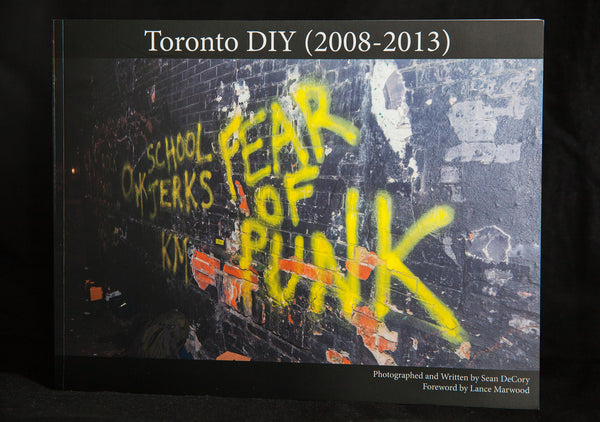 Toronto DIY (2008-2013)
SCHOOL
JERKS
FEAR
OF
PUNK
Photographed and Written by Sean DeCory
Foreword by Lance Marwood